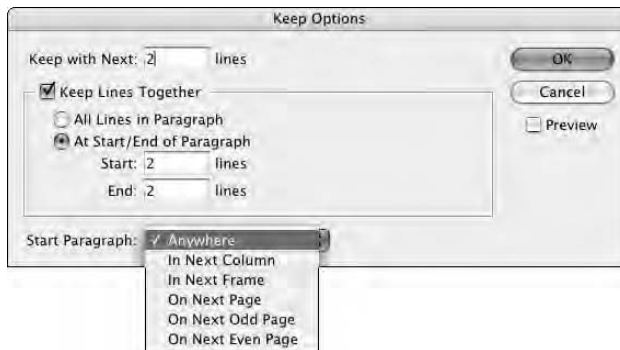 Keep Options
Keep with Next: 2 lines
OK
Keep Lines Together
Cancel
All Lines in Paragraph
Preview
At Start/End of Paragraph
Start: 2 lines
End: 2 lines
Start Paragraph: ✓ Anywhere
In Next Column
In Next Frame
On Next Page
On Next Odd Page
On Next Even Page